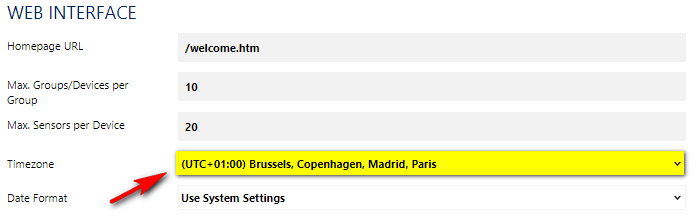 WEB INTERFACE
Homepage URL
/welcome.htm
Max. Groups/Devices per
Group
10
Max. Sensors per Device
20
Timezone
(UTC+01:00) Brussels, Copenhagen, Madrid, Paris
Date Format
Use System Settings